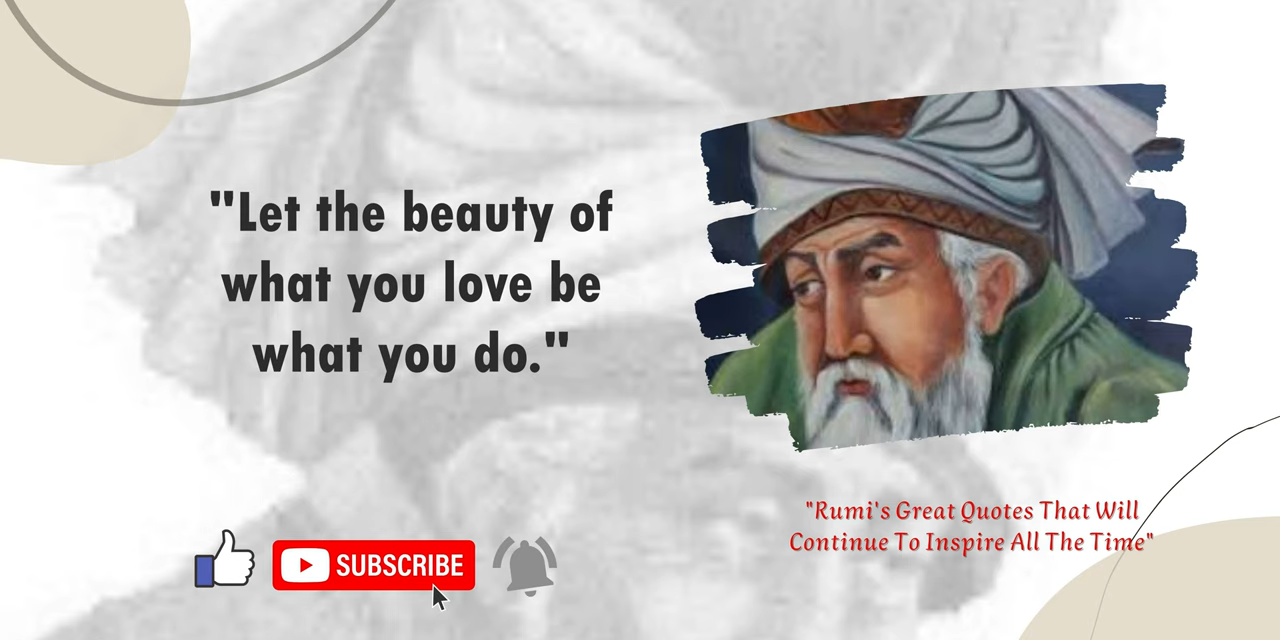 "Let the beauty of
what you love be
what you do."
SUBSCRIBE
"Rumi's Great Quotes That Will
Continue To Inspire All The Time"